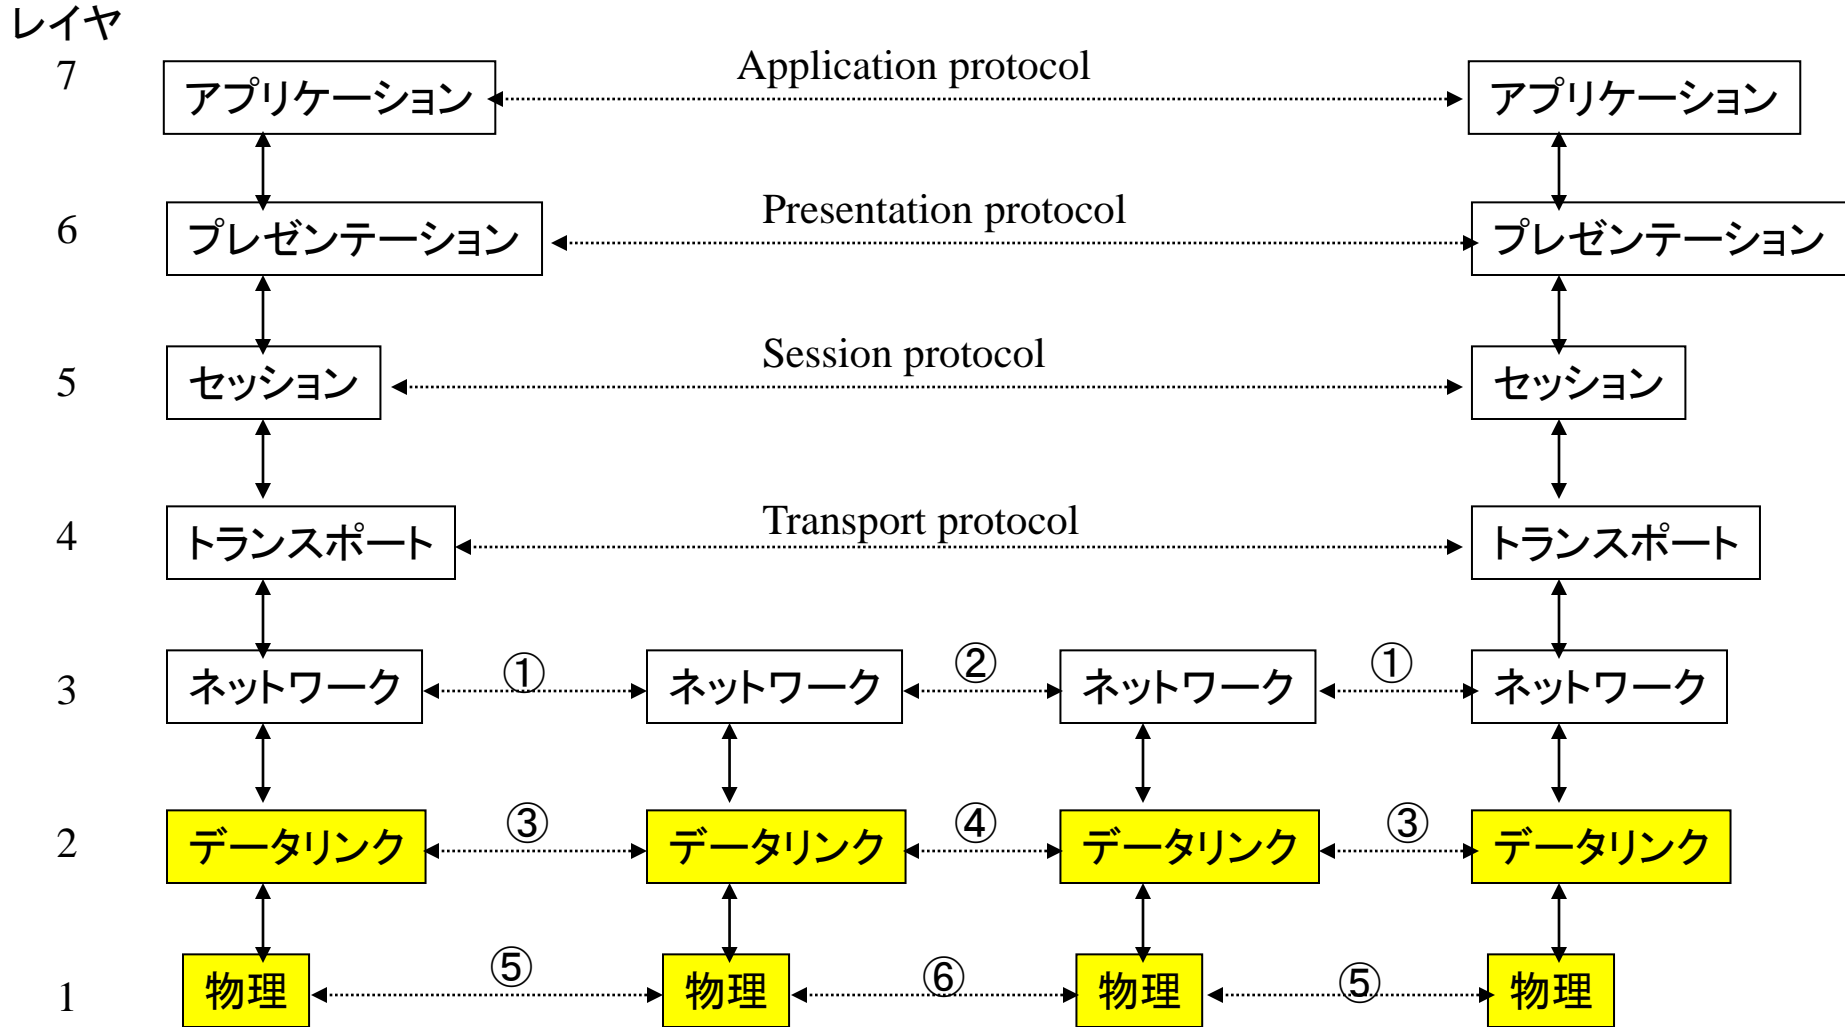 レイヤ
7
アプリケーション
Application protocol
アプリケーション
6
プレゼンテーション
Presentation protocol
プレゼンテーション
5
セッション
Session protocol
セッション
4
トランスポート
Transport protocol
トランスポート
3
ネットワーク
①
ネットワーク
②
ネットワーク
①
ネットワーク
2
データリンク
③
データリンク
④
データリンク
③
データリンク
1
物理
⑤
物理
⑥
物理
⑤
物理